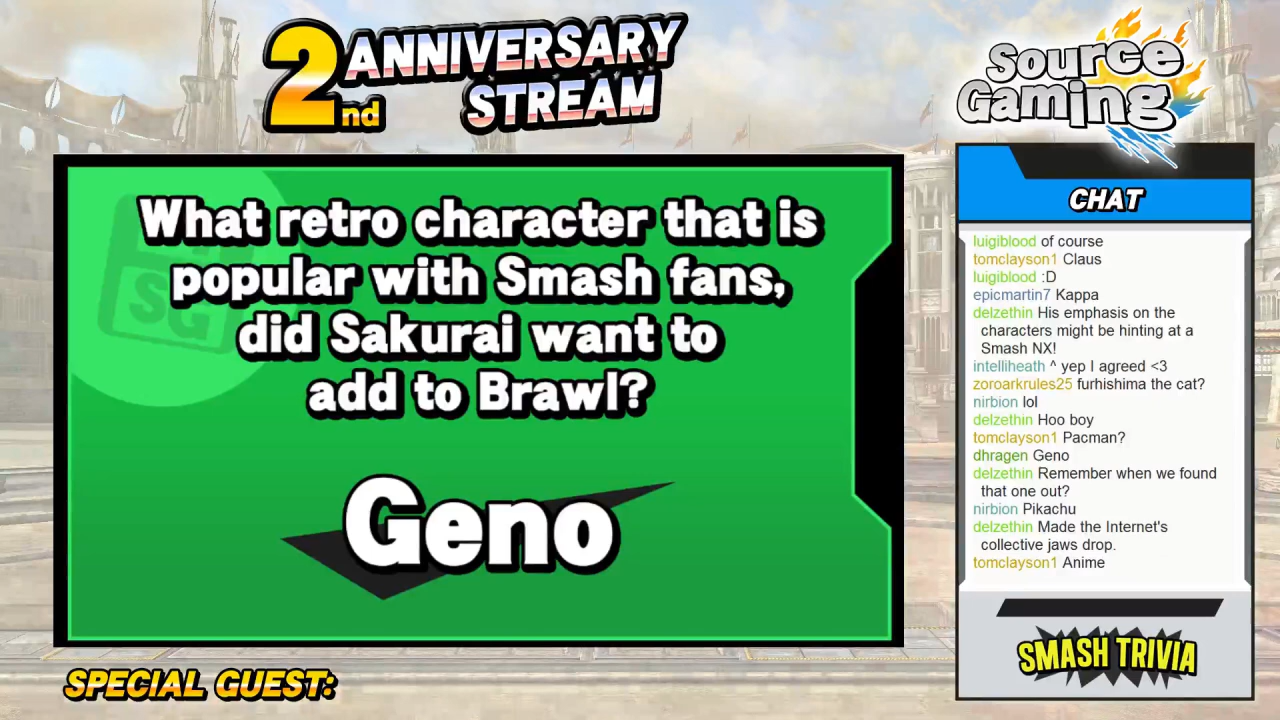 2nd ANNIVERSARY
STREAM
Source
Gaming
SG
What retro character that is
popular with Smash fans,
did Sakurai want to
add to Brawl?
Geno
SPECIAL GUEST:
CHAT
luigiblood of course
tomclayson1 Claus
luigiblood :D
epicmartin7 Kappa
delzethin His emphasis on the
characters might be hinting at a
Smash NX!
intelliheath ^ yep I agreed <3
zoroarkrules25 furhishima the cat?
nirbion lol
delzethin Hoo boy
tomclayson1 Pacman?
dhragen Geno
delzethin Remember when we found
that one out?
nirbion Pikachu
delzethin Made the Internet's
collective jaws drop.
tomclayson1 Anime
SMASH TRIVIA